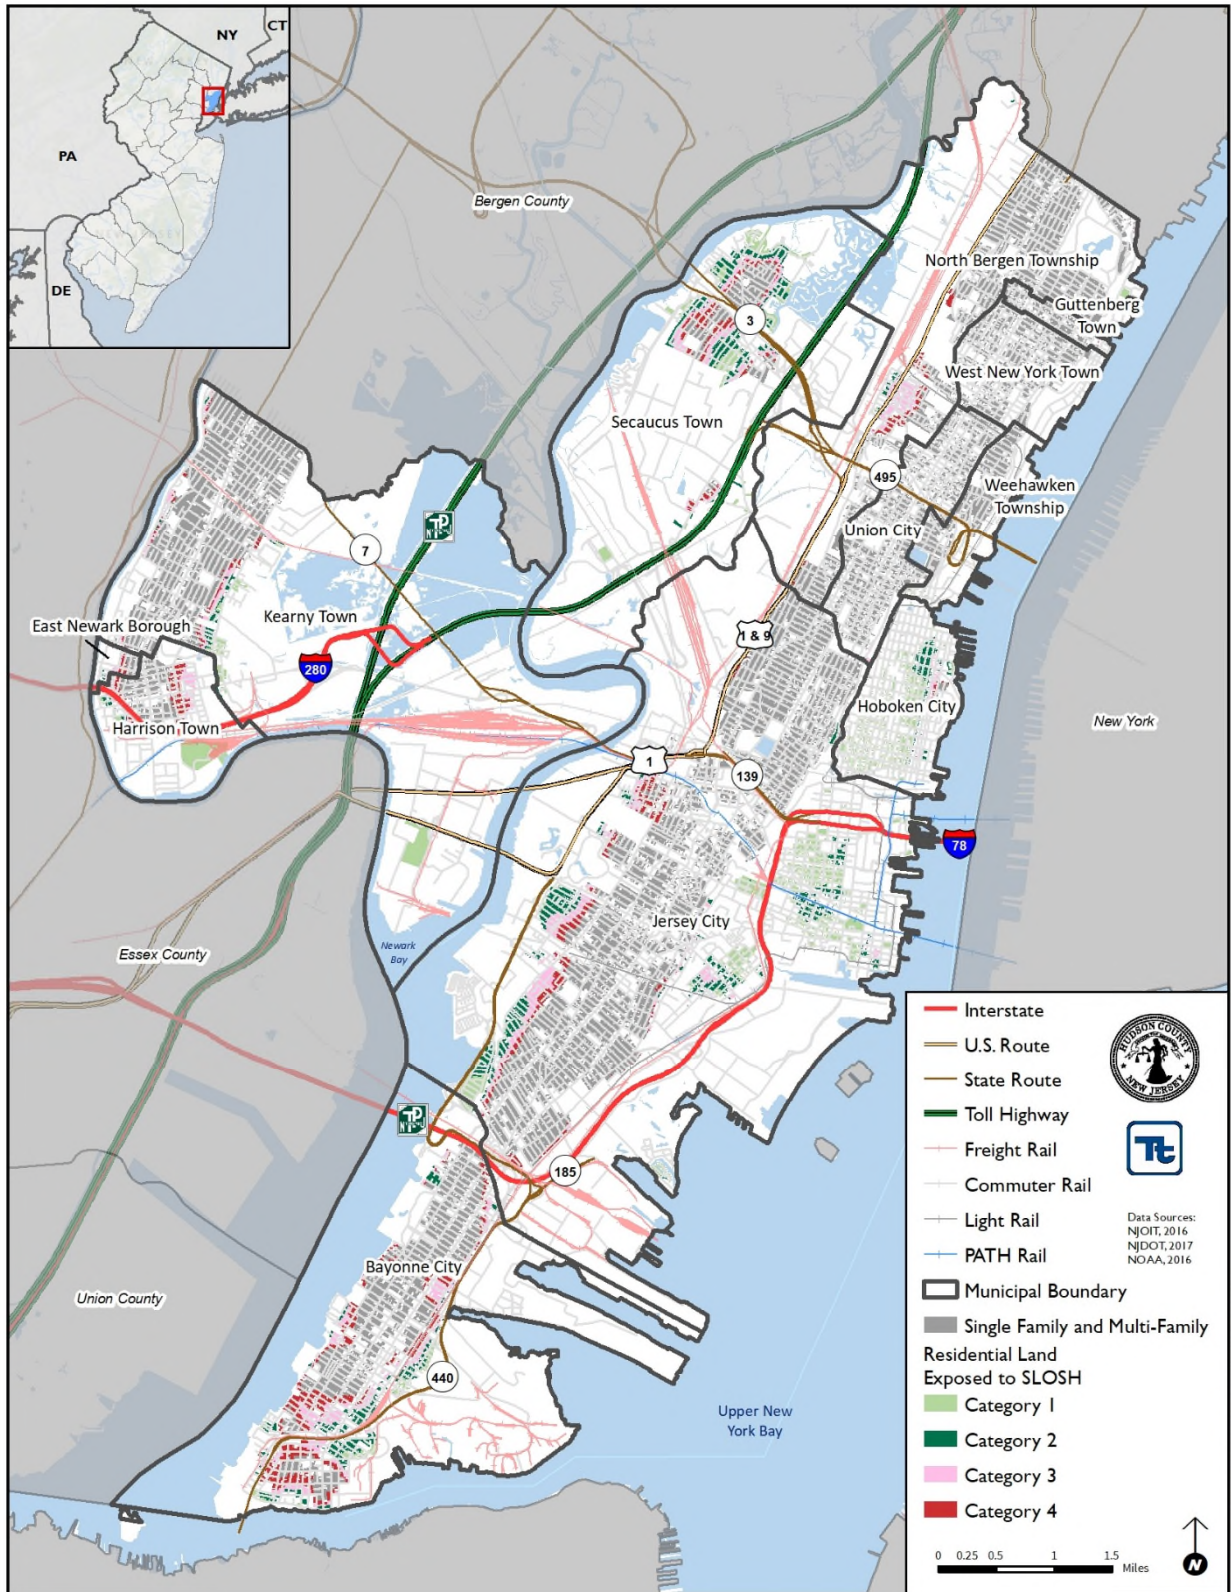 NY
CT
PA
DE
Bergen County
3
North Bergen Township
Guttenberg
Town
West New York Town
Secaucus Town
495
Weehawken
Township
Union City
7
Kearny Town
East Newark Borough
280
1 & 9
Harrison Town
Hoboken City
New York
1
139
78
Jersey City
Essex County
Newark
Bay
185
Bayonne City
Union County
440
Upper New
York Bay
Interstate
U.S. Route
State Route
Toll Highway
Freight Rail
Commuter Rail
Light Rail
PATH Rail
Municipal Boundary
Single Family and Multi-Family
Residential Land
Exposed to SLOSH
Category 1
Category 2
Category 3
Category 4
HUDSON COUNTY
NEW JERSEY
Tt
Data Sources:
NJOIT, 2016
NJDOT, 2017
NOAA, 2016
0 0.25 0.5 1 1.5
Miles
N